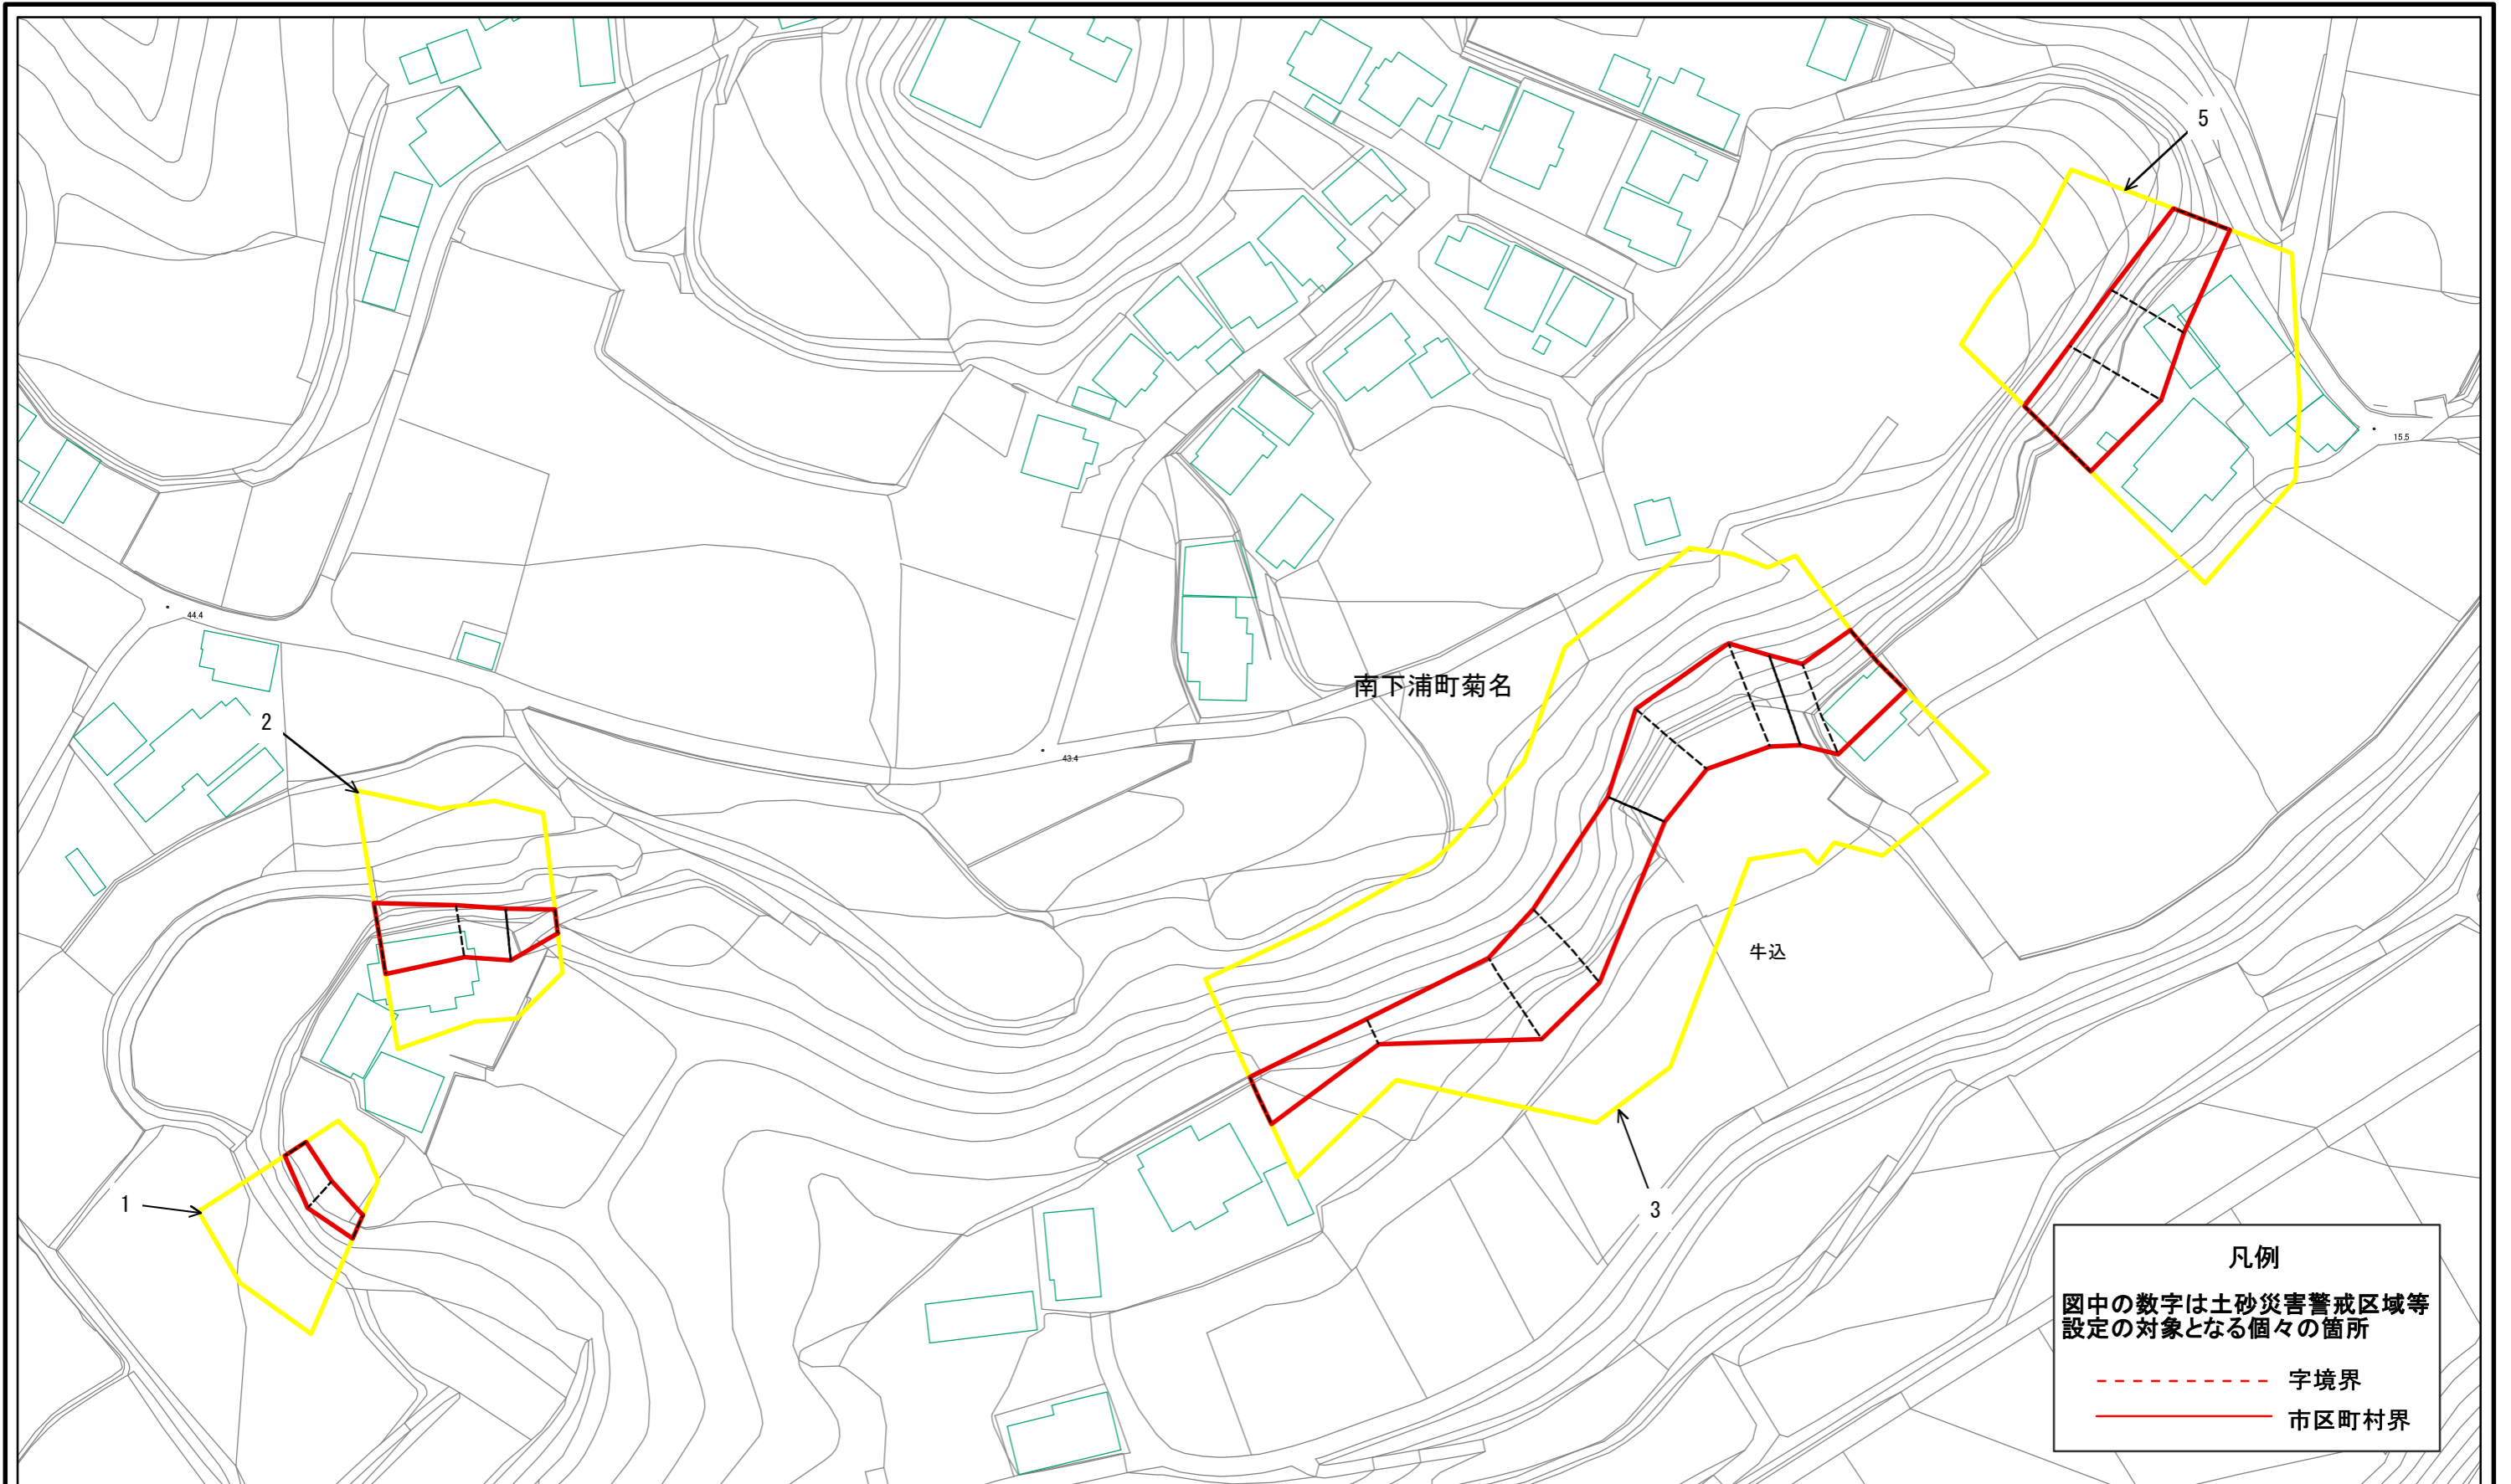 5
15.5
44.4
南下浦町菊名
2
43.4
牛込
1
3
凡例
図中の数字は土砂災害警戒区域等
設定の対象となる個々の箇所
字境界
市区町村界